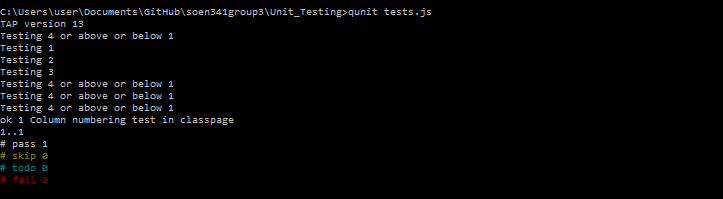 C:\Users\user\Documents\GitHub\soen341group3\Unit_Testing>qunit tests.js
TAP version 13
Testing 4 or above or below 1
Testing 1
Testing 2
Testing 3
Testing 4 or above or below 1
Testing 4 or above or below 1
Testing 4 or above or below 1
ok 1 Column numbering test in classpage
1..1
# pass 1
# skip 0
# todo 0
# fail 0